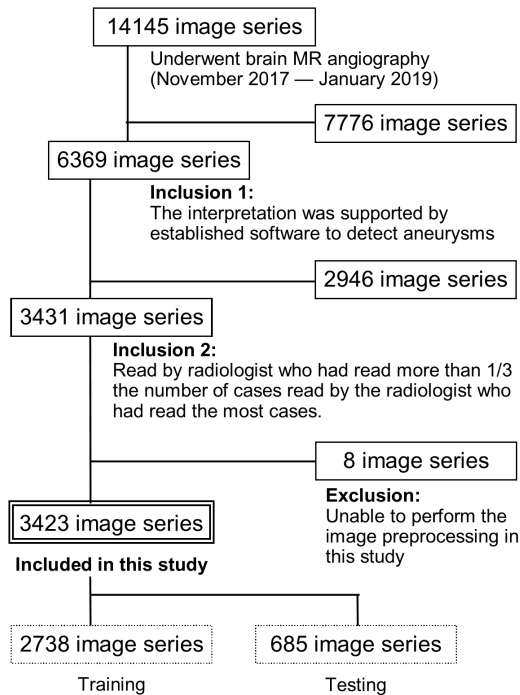 14145 image series
Underwent brain MR angiography
(November 2017 — January 2019)
7776 image series
6369 image series
Inclusion 1:
The interpretation was supported by
established software to detect aneurysms
2946 image series
3431 image series
Inclusion 2:
Read by radiologist who had read more than 1/3
the number of cases read by the radiologist who
had read the most cases.
8 image series
Exclusion:
Unable to perform the
image preprocessing in
this study
3423 image series
Included in this study
2738 image series
685 image series
Training
Testing